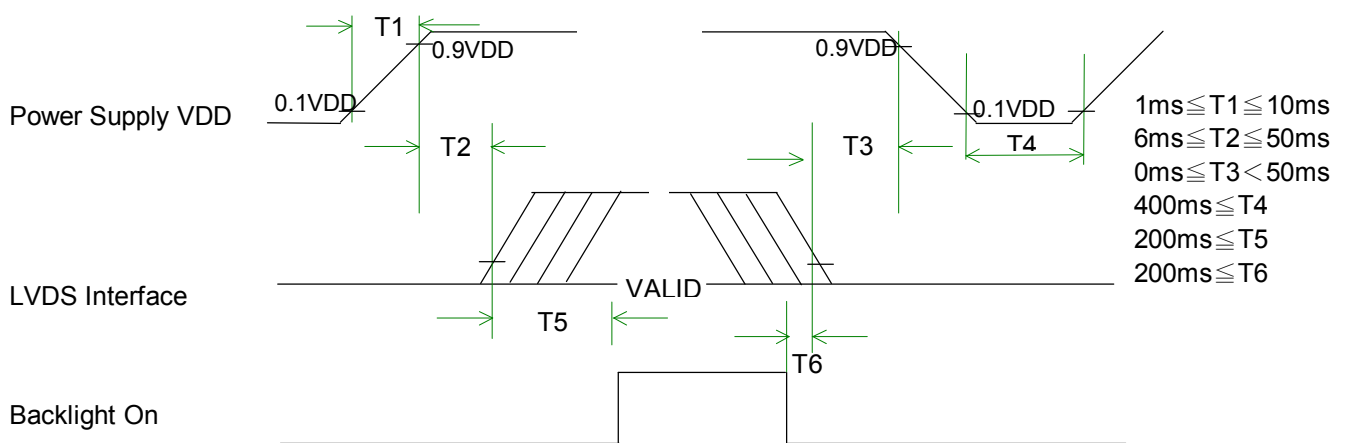 T1
0.9VDD
0.9VDD
Power Supply VDD
0.1VDD
0.1VDD
T2
T3
T4
1ms≦T1≦10ms
6ms≦T2≦50ms
0ms≦T3<50ms
400ms≦T4
200ms≦T5
200ms≦T6
LVDS Interface
VALID
T5
T6
Backlight On